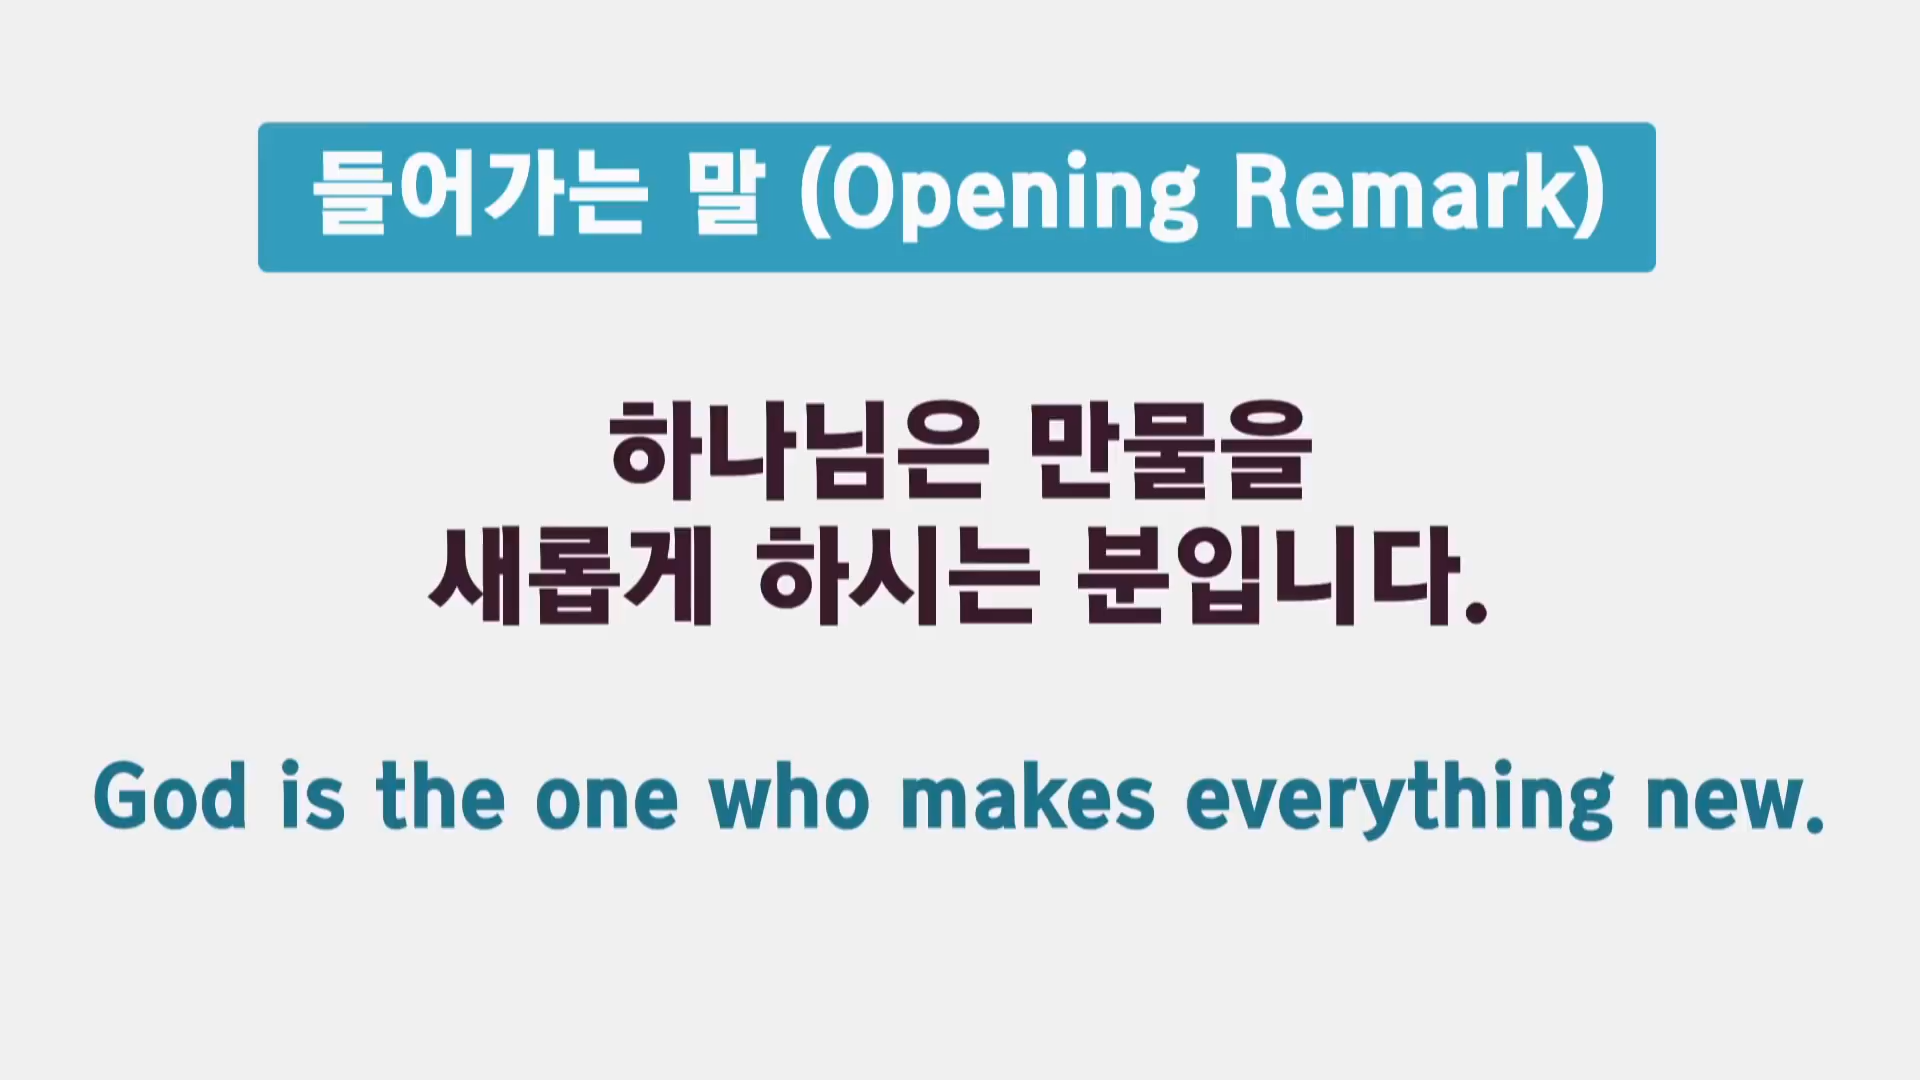 들어가는 말 (Opening Remark)
하나님은 만물을
새롭게 하시는 분입니다.
God is the one who makes everything new.